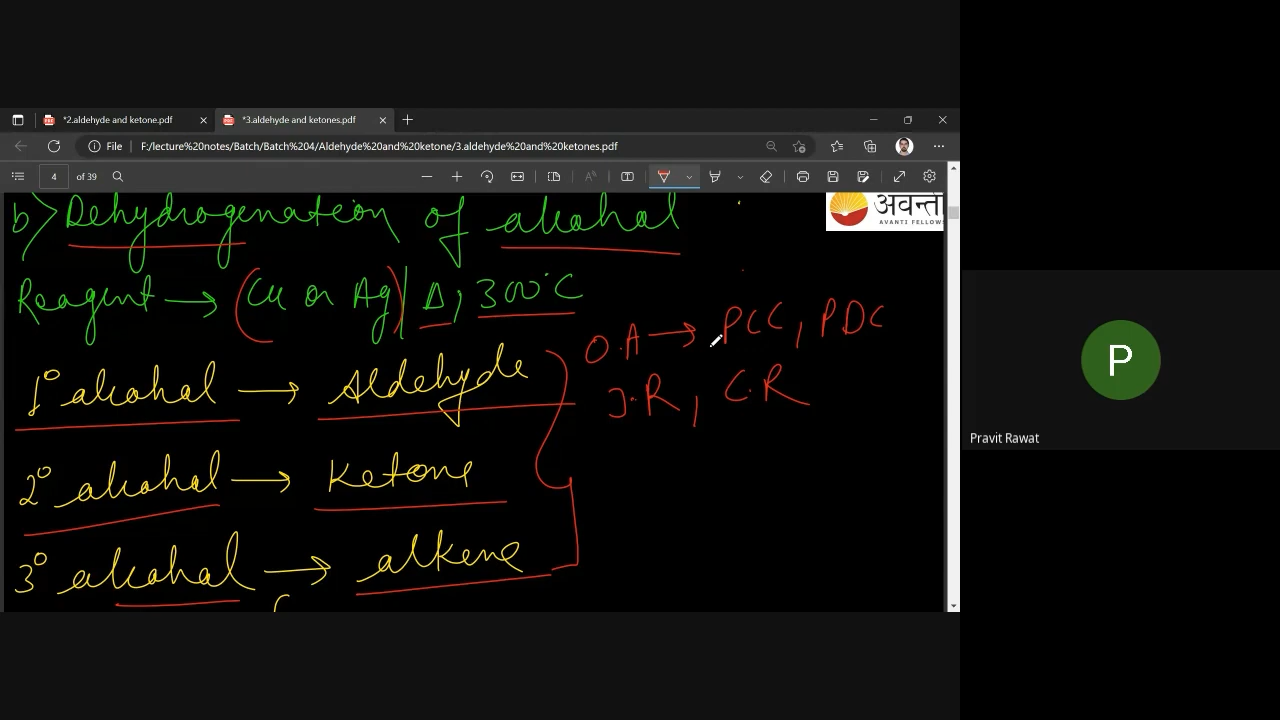 *2.aldehyde and ketone.pdf
*3.aldehyde and ketones.pdf
File
F:/lecture%20notes/Batch/Batch%204/Aldehyde%20and%20ketone/3.aldehyde%20and%20ketones.pdf
4 of 39
b) Dehydrogenation of alcohal
अवन्ती
AVANTI FELLOWS
Reagent → (Cu or Ag) | Δ, 300°C
O.A → PCC, PDC
1° alcohal → Aldehyde
J.R, C.R
2° alcohal → Ketone
3° alcohal → alkene
P
Pravit Rawat